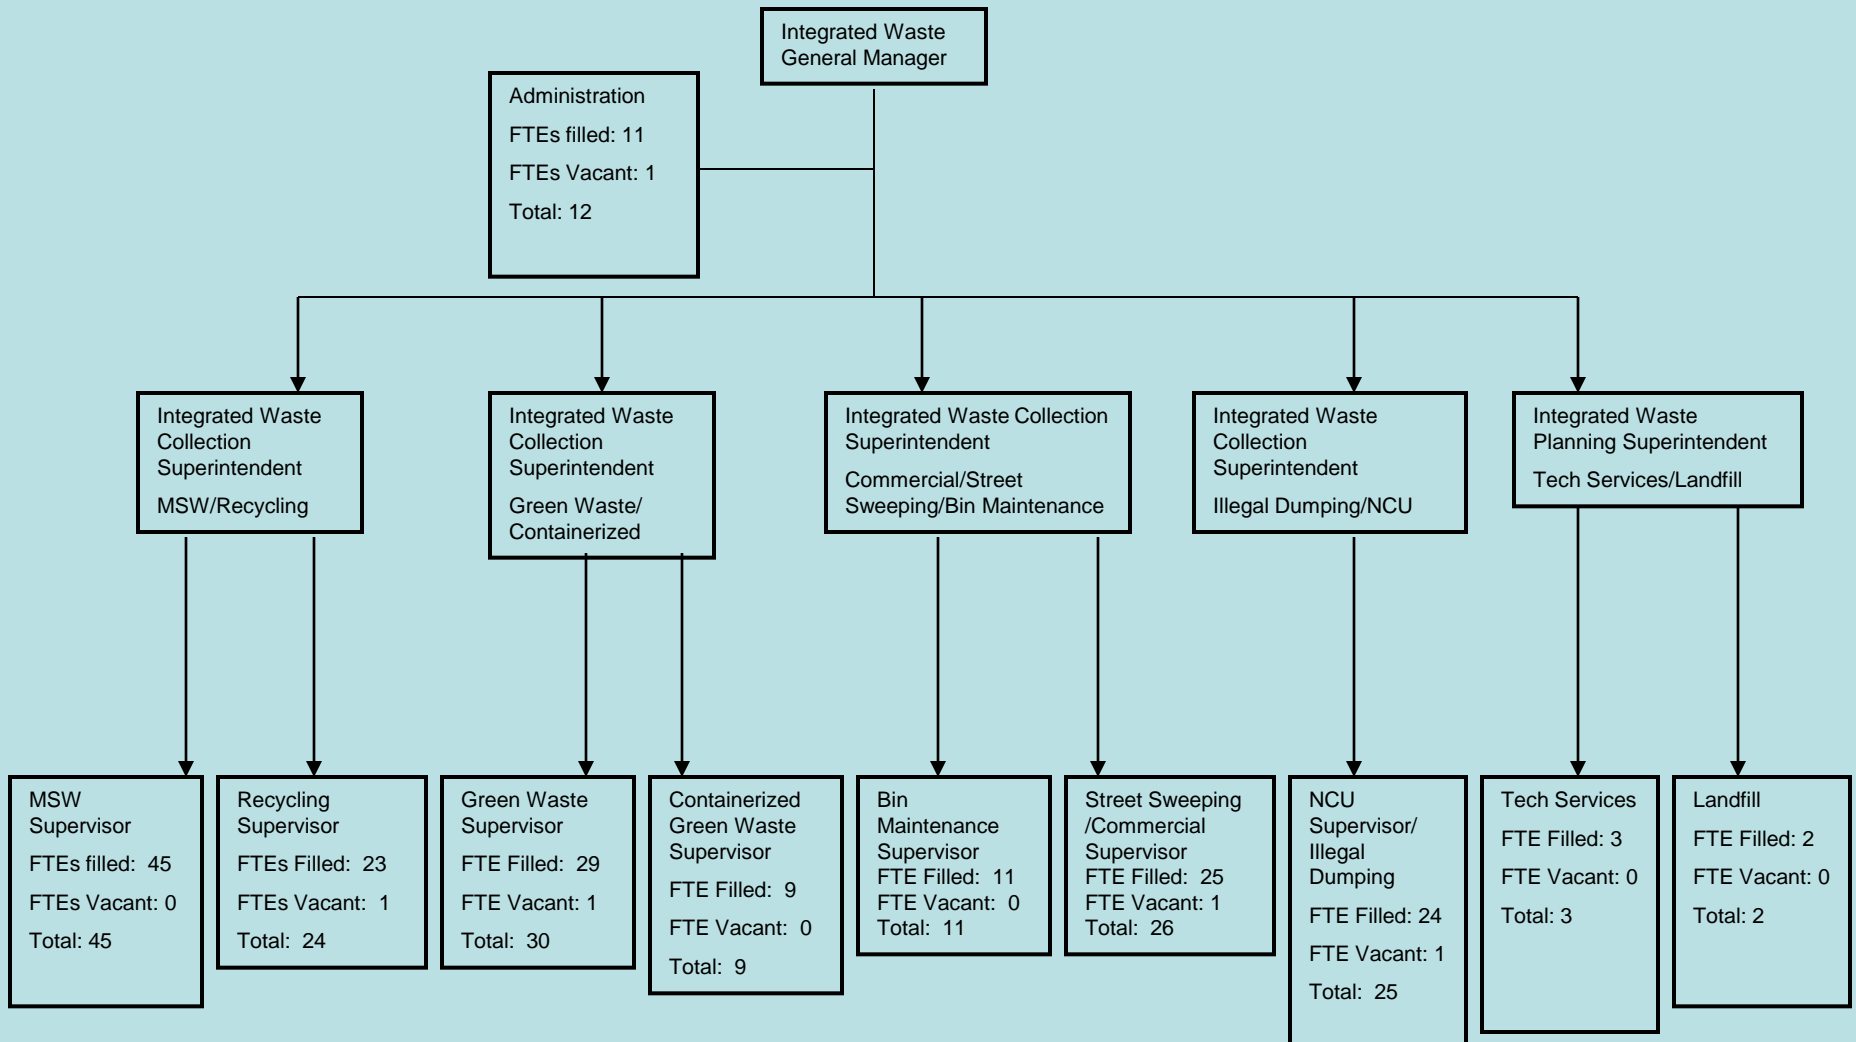 Integrated Waste
General Manager
Administration
FTEs filled: 11
FTEs Vacant: 1
Total: 12
Integrated Waste
Collection
Superintendent
MSW/Recycling
Integrated Waste
Collection
Superintendent
Green Waste/
Containerized
Integrated Waste Collection
Superintendent
Commercial/Street
Sweeping/Bin Maintenance
Integrated Waste
Collection
Superintendent
Illegal Dumping/NCU
Integrated Waste
Planning Superintendent
Tech Services/Landfill
MSW
Supervisor
FTEs filled: 45
FTEs Vacant: 0
Total: 45
Recycling
Supervisor
FTEs Filled: 23
FTEs Vacant: 1
Total: 24
Green Waste
Supervisor
FTE Filled: 29
FTE Vacant: 1
Total: 30
Containerized
Green Waste
Supervisor
FTE Filled: 9
FTE Vacant: 0
Total: 9
Bin
Maintenance
Supervisor
FTE Filled: 11
FTE Vacant: 0
Total: 11
Street Sweeping
/Commercial
Supervisor
FTE Filled: 25
FTE Vacant: 1
Total: 26
NCU
Supervisor/
Illegal
Dumping
FTE Filled: 24
FTE Vacant: 1
Total: 25
Tech Services
FTE Filled: 3
FTE Vacant: 0
Total: 3
Landfill
FTE Filled: 2
FTE Vacant: 0
Total: 2